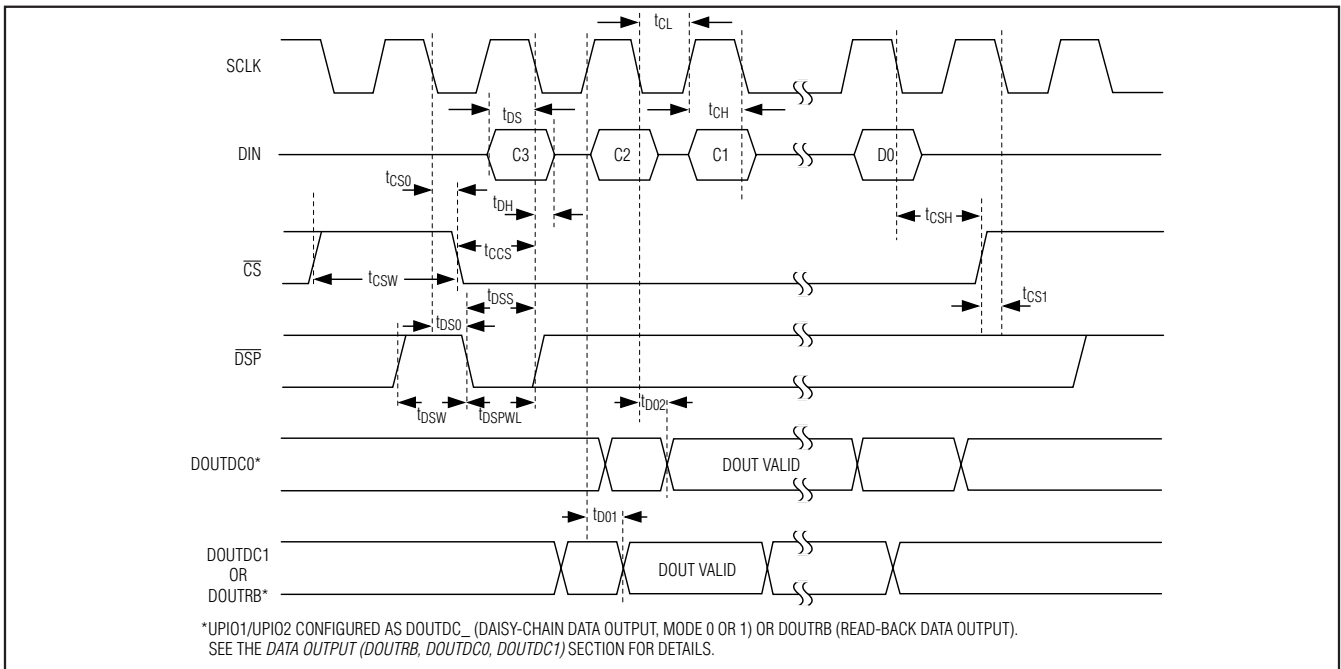 tCL
SCLK
tCH
tDS
DIN
C3
C2
C1
D0
tCS0
tDH
tCSH
tCCS
CS
tCSW
tDSS
tCS1
tDS0
DSP
tDSW
tDSPWL
tD02
DOUTDC0*
DOUT VALID
tD01
DOUTDC1
OR
DOUTRB*
DOUT VALID
*UPIO1/UPIO2 CONFIGURED AS DOUTDC_ (DAISY-CHAIN DATA OUTPUT, MODE 0 OR 1) OR DOUTRB (READ-BACK DATA OUTPUT).
SEE THE DATA OUTPUT (DOUTRB, DOUTDC0, DOUTDC1) SECTION FOR DETAILS.